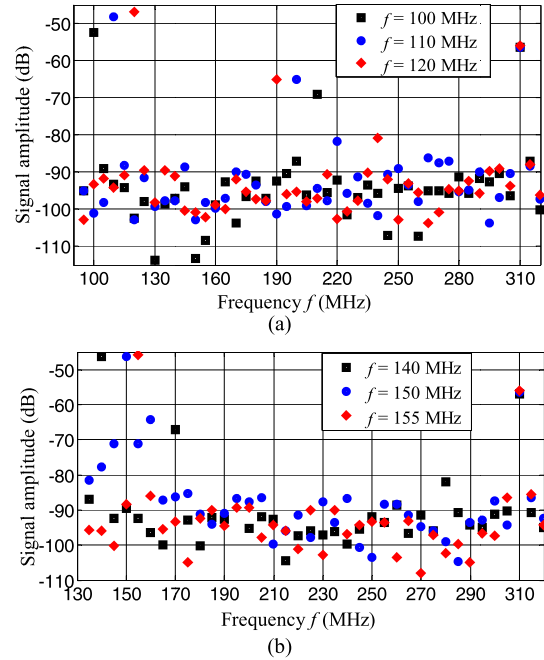 -50
-60
-70
-80
-90
-100
-110
Signal amplitude (dB)
f = 100 MHz
f = 110 MHz
f = 120 MHz
100 130 160 190 220 250 280 310
Frequency f (MHz)
(a)
-50
-60
-70
-80
-90
-100
-110
Signal amplitude (dB)
f = 140 MHz
f = 150 MHz
f = 155 MHz
130 150 170 190 210 230 250 270 290 310
Frequency f (MHz)
(b)